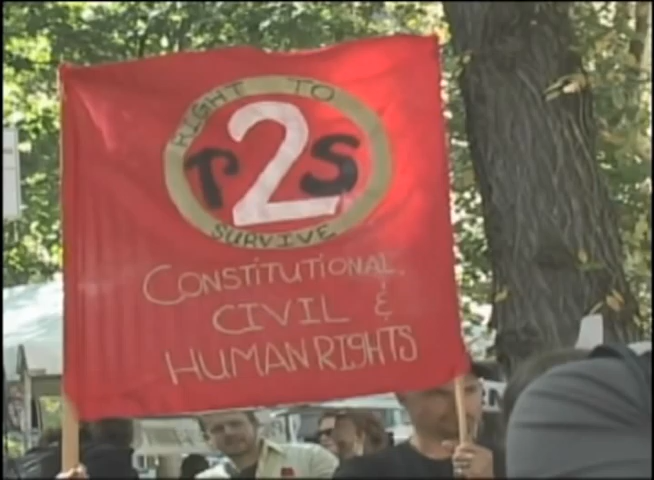 RIGHT TO
r2S
SURVIVE
CONSTITUTIONAL,
CIVIL &
HUMAN RIGHTS